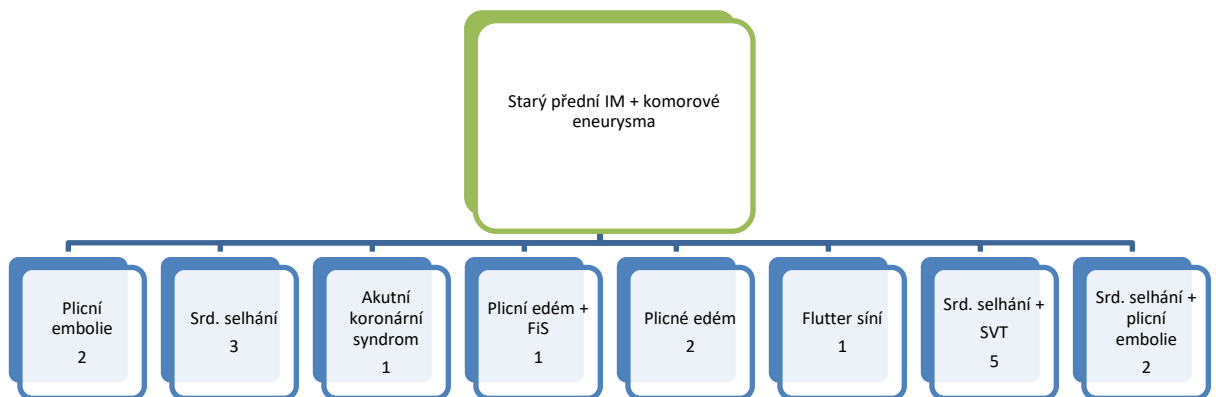 Starý přední IM + komorové
eneurysma
Plicní
embolie
2
Srd. selhání
3
Akutní
koronární
syndrom
1
Plicní edém +
FiS
1
Plicné edém
2
Flutter síní
1
Srd. selhání +
SVT
5
Srd. selhání +
plicní
embolie
2